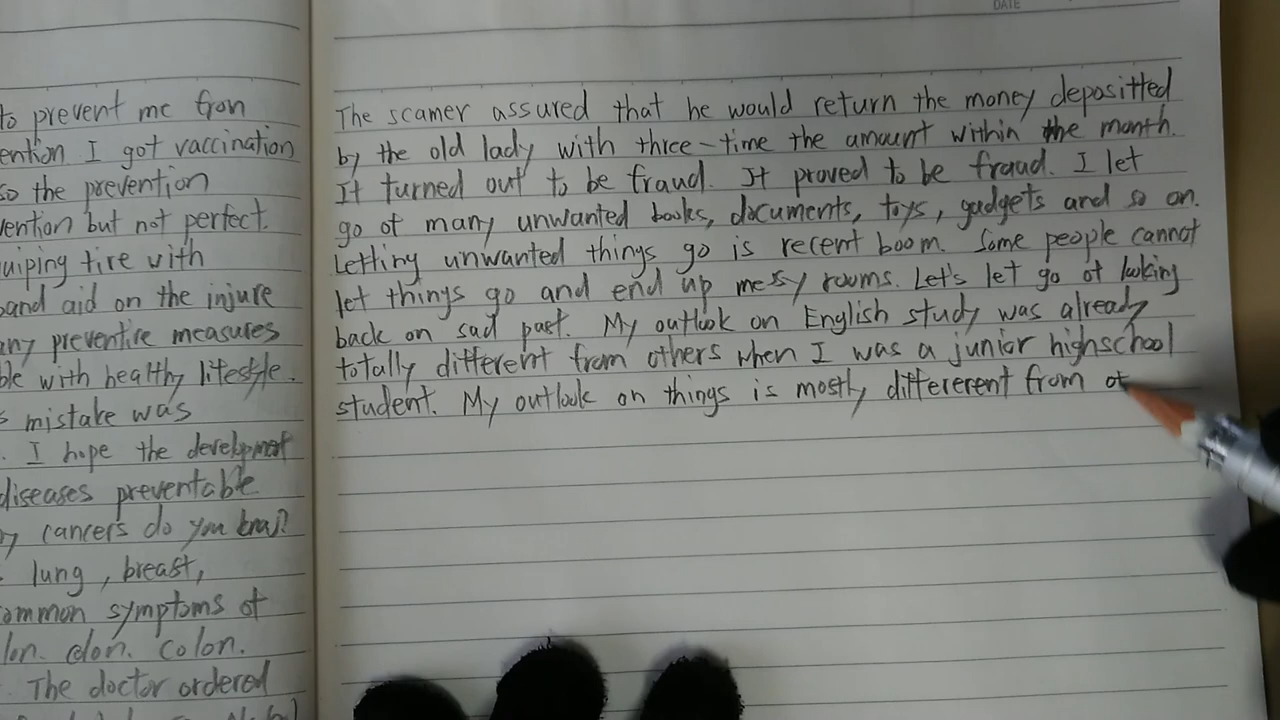 DATE
to prevent me from
ention I got vaccination
so the prevention
vention but not perfect.
uiping tire with
band aid on the injure
any preventire measures
ble with healthy litestyle.
s mistake was
. I hope the development
diseases preventable
y cancers do you know?
lung, breast,
ommon symptoms of
lon. colon. colon.
The doctor ordered
The scamer assured that he would return the money depositted
by the old lady with three-time the amount within the month.
It turned out to be fraud. It proved to be fraud. I let
go of many unwanted books, documents, toys, gadgets and so on.
Letting unwanted things go is recent boom. Some people cannot
let things go and end up messy rooms. Let's let go of looking
back on sad past. My outlook on English study was already
totally different from others when I was a junior highschool
student. My outlook on things is mostly differerent from ot